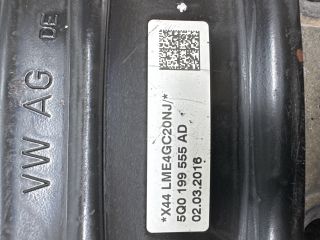 VW AG DE
*X44 LME4GC20NJ/*
5Q0 199 555 AD
02.03.2016